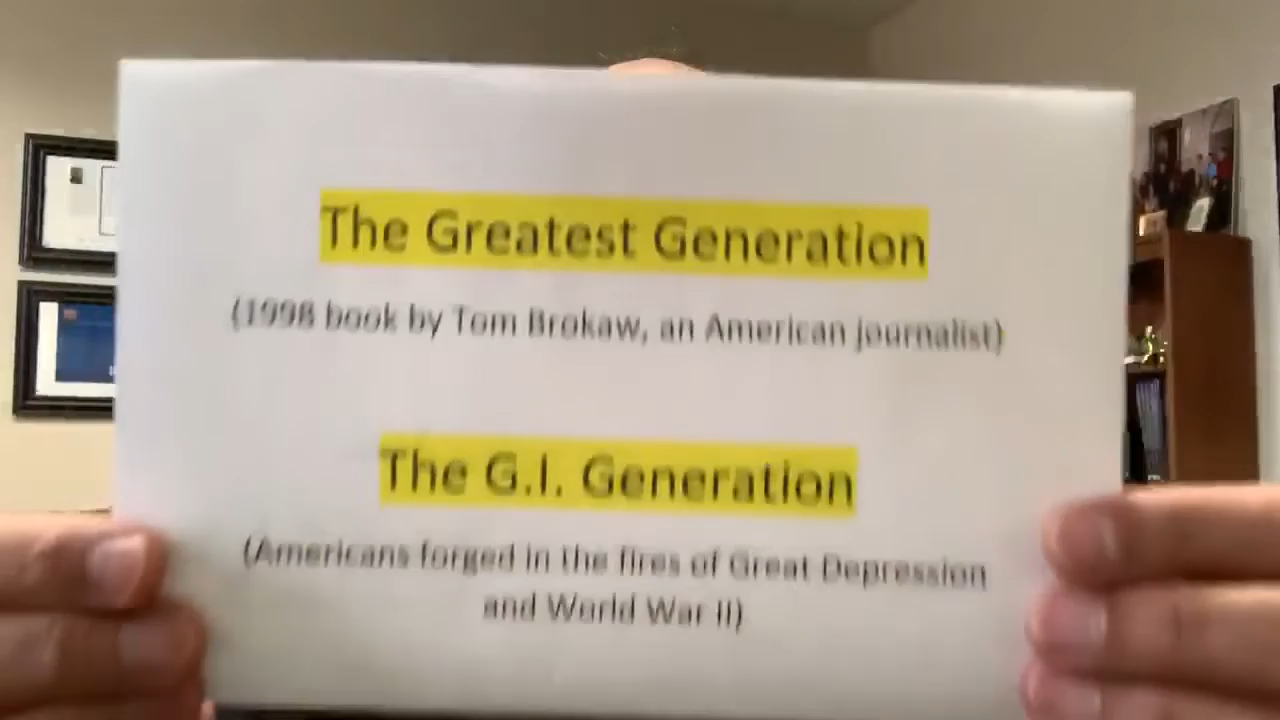 The Greatest Generation
(1998 book by Tom Brokaw, an American journalist)
The G.I. Generation
(Americans forged in the fires of Great Depression
and World War II)